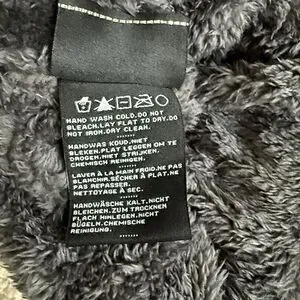 HAND WASH COLD.DO NOT
BLEACH.LAY FLAT TO DRY.DO
NOT IRON.DRY CLEAN.
.......
HANDWAS KOUD.NIET
BLEKEN.PLAT LEGGEN OM TE
DROGEN.NIET STRIJKEN.
CHEMISCH REINIGEN.
.......
LAVER À LA MAIN FROID.NE PAS
BLANCHIR.SÉCHER À PLAT.NE
PAS REPASSER.
NETTOYAGE À SEC.
.......
HANDWÄSCHE KALT.NICHT
BLEICHEN.ZUM TROCKNEN
FLACH HINLEGEN.NICHT
BÜGELN.CHEMISCHE
REINIGUNG.
.......